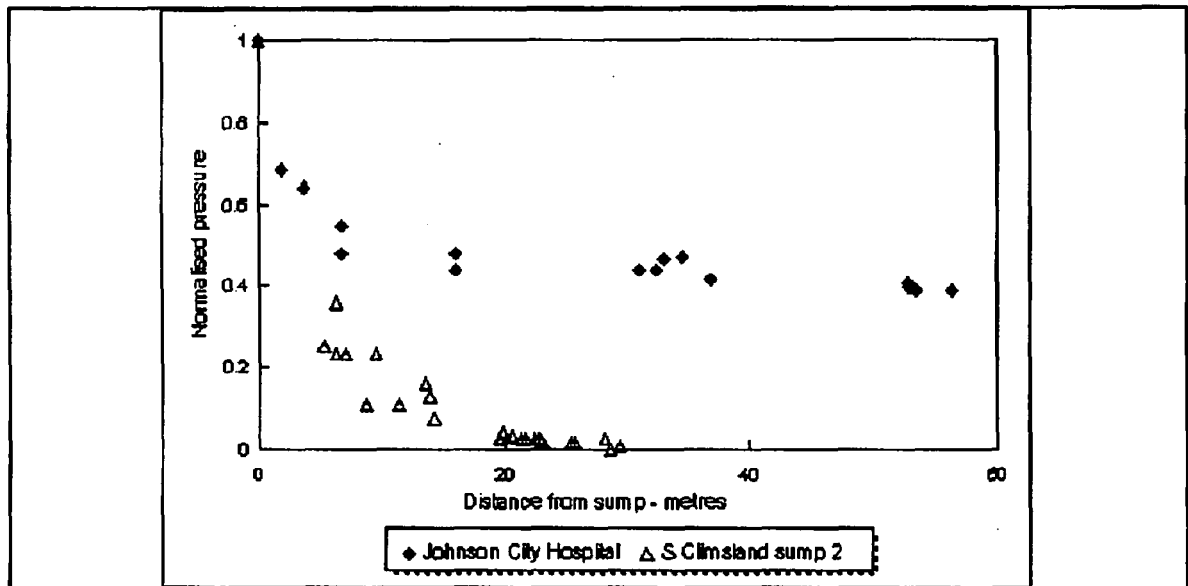 1
0.8
0.6
0.4
0.2
0
0
20
40
60
Normalised pressure
Distance from sump - metres
Johnson City Hospital
S Climsland sump 2